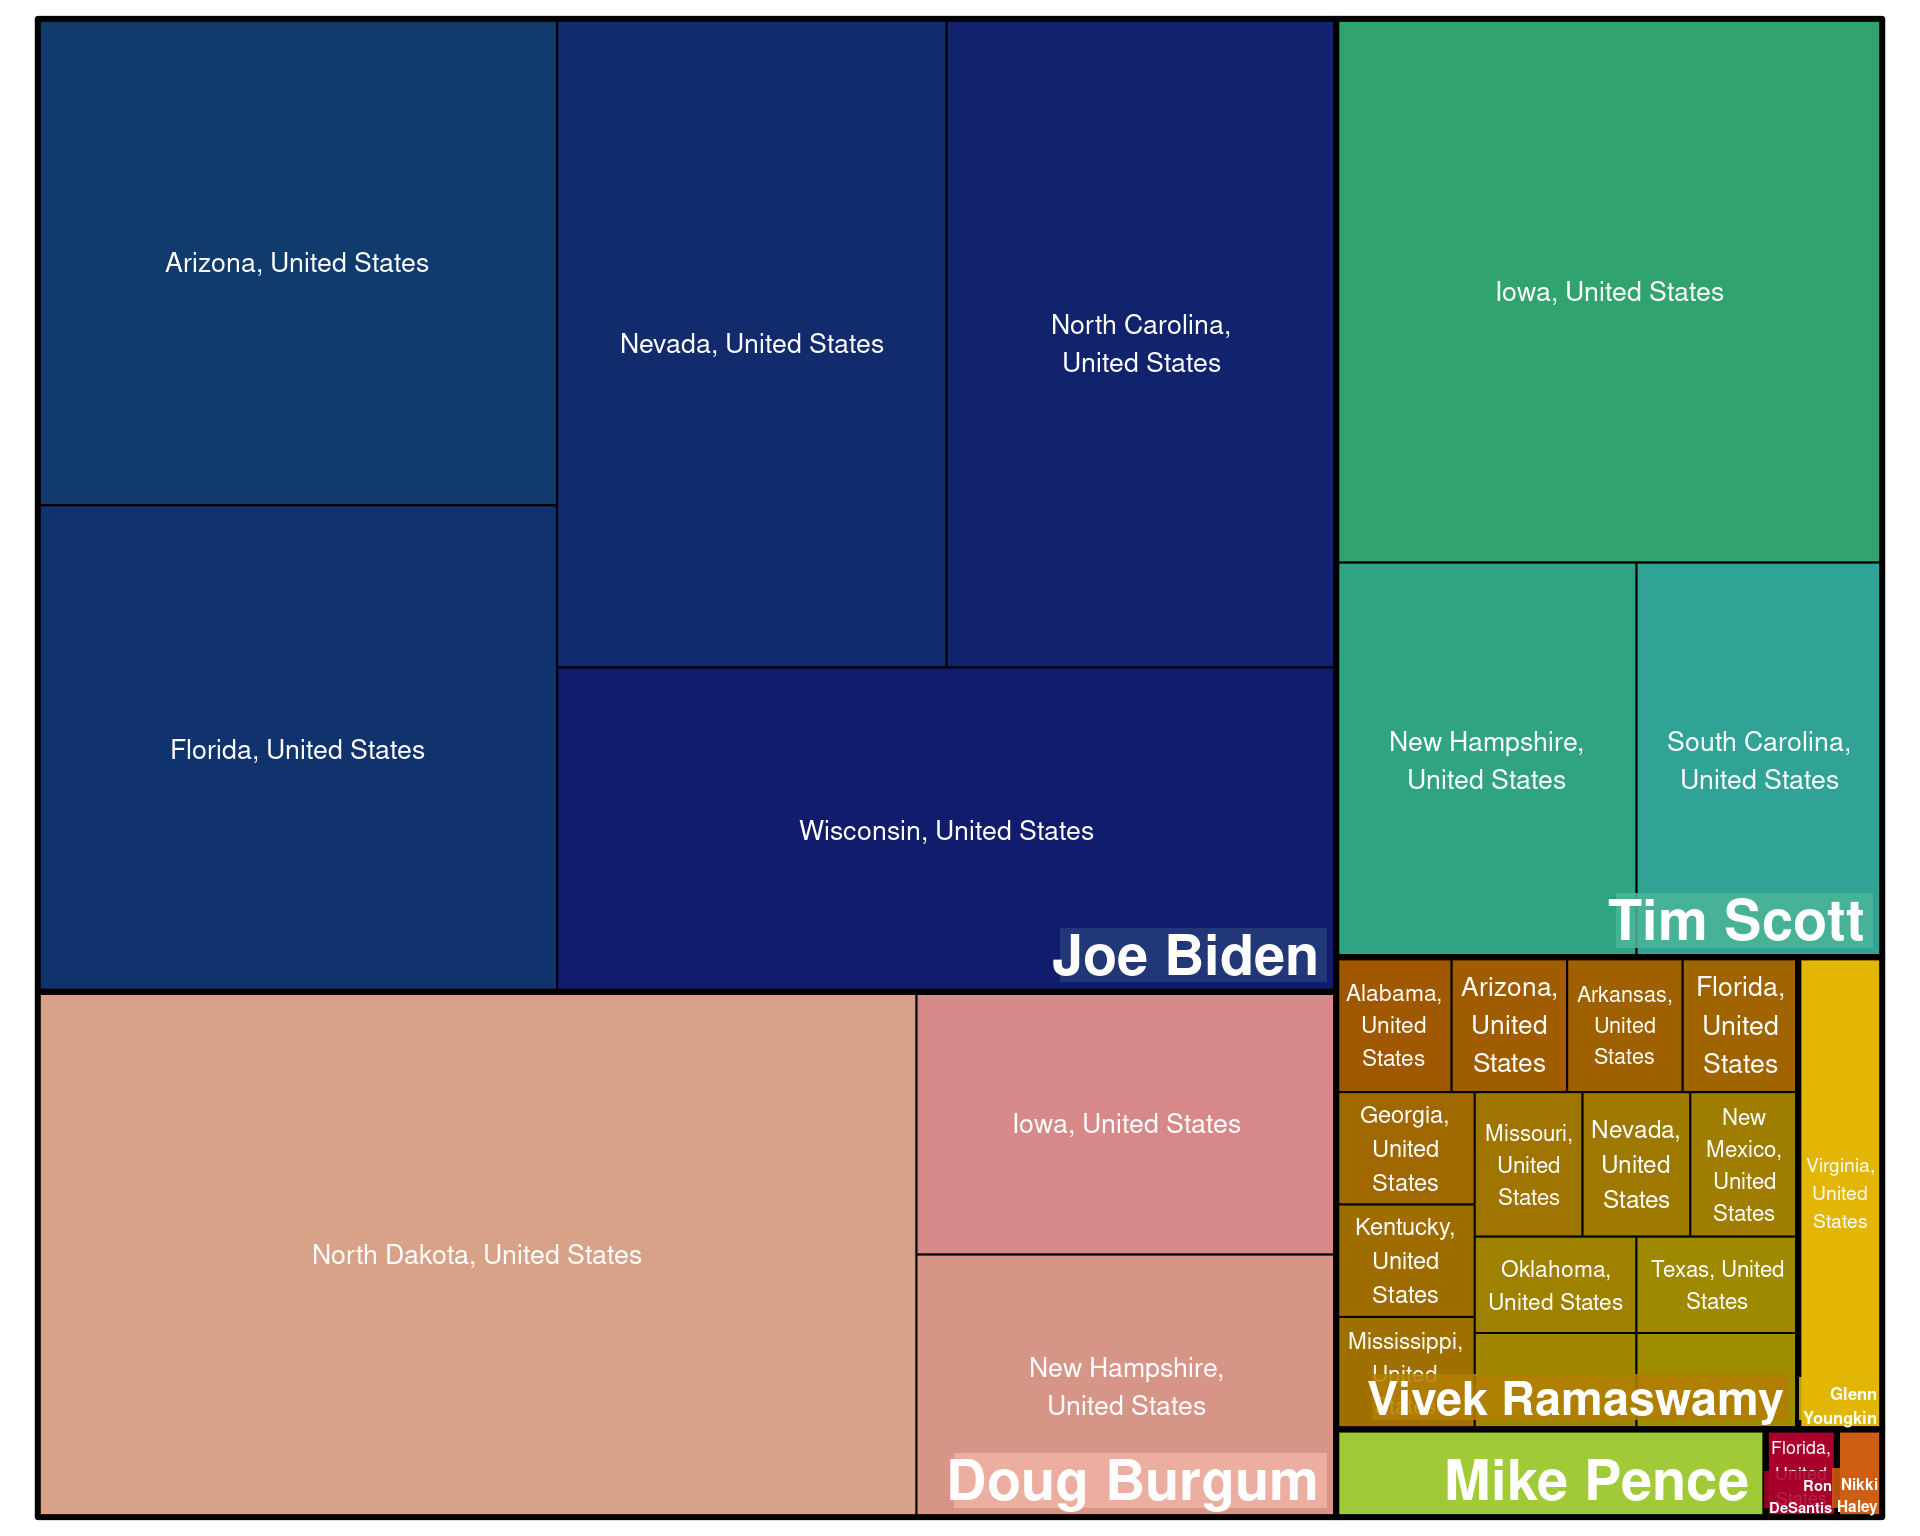 Arizona, United States
Florida, United States
Nevada, United States
North Carolina,
United States
Wisconsin, United States
Joe Biden
North Dakota, United States
Iowa, United States
New Hampshire,
United States
Doug Burgum
Iowa, United States
New Hampshire,
United States
South Carolina,
United States
Tim Scott
Alabama,
United
States
Arizona,
United
States
Arkansas,
United
States
Florida,
United
States
Georgia,
United
States
Kentucky,
United
States
Mississippi,
United
States
Missouri,
United
States
Nevada,
United
States
New
Mexico,
United
States
Oklahoma,
United States
Texas, United
States
Vivek Ramaswamy
Virginia,
United
States
Glenn
Youngkin
Mike Pence
Florida,
United
States
Ron
DeSantis
Nikki
Haley